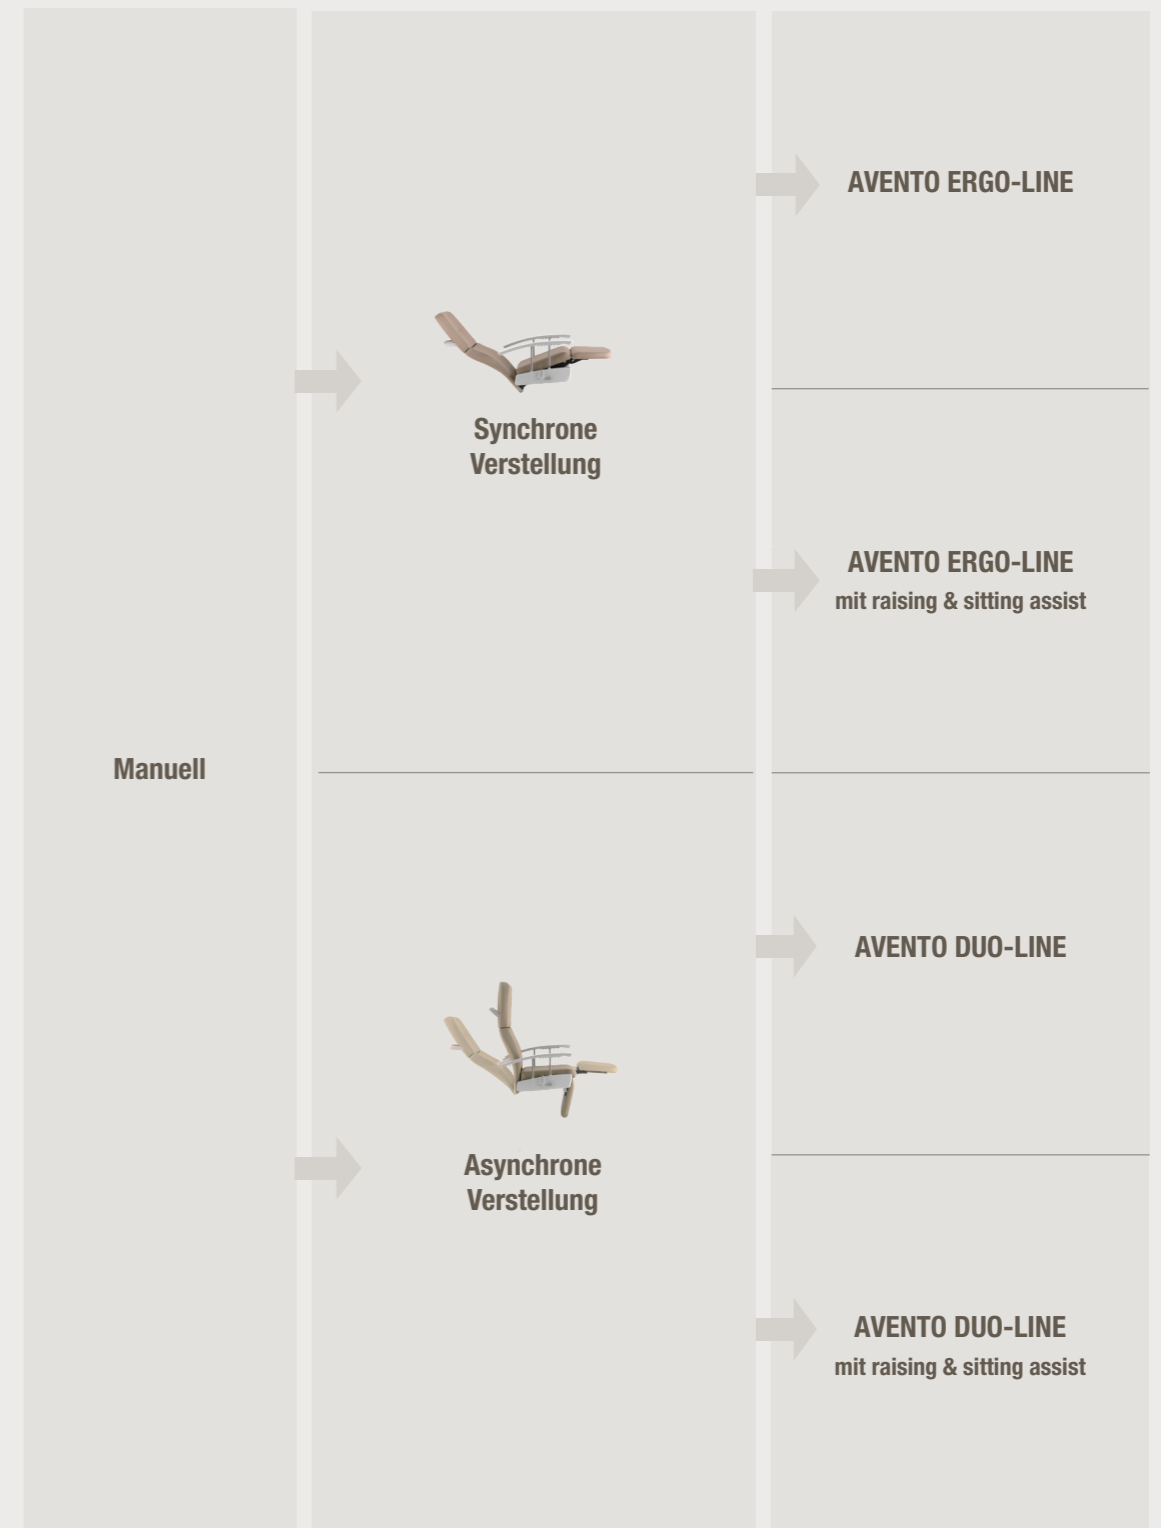 Manuell
Synchrone
Verstellung
AVENTO ERGO-LINE
AVENTO ERGO-LINE
mit raising & sitting assist
Asynchrone
Verstellung
AVENTO DUO-LINE
AVENTO DUO-LINE
mit raising & sitting assist